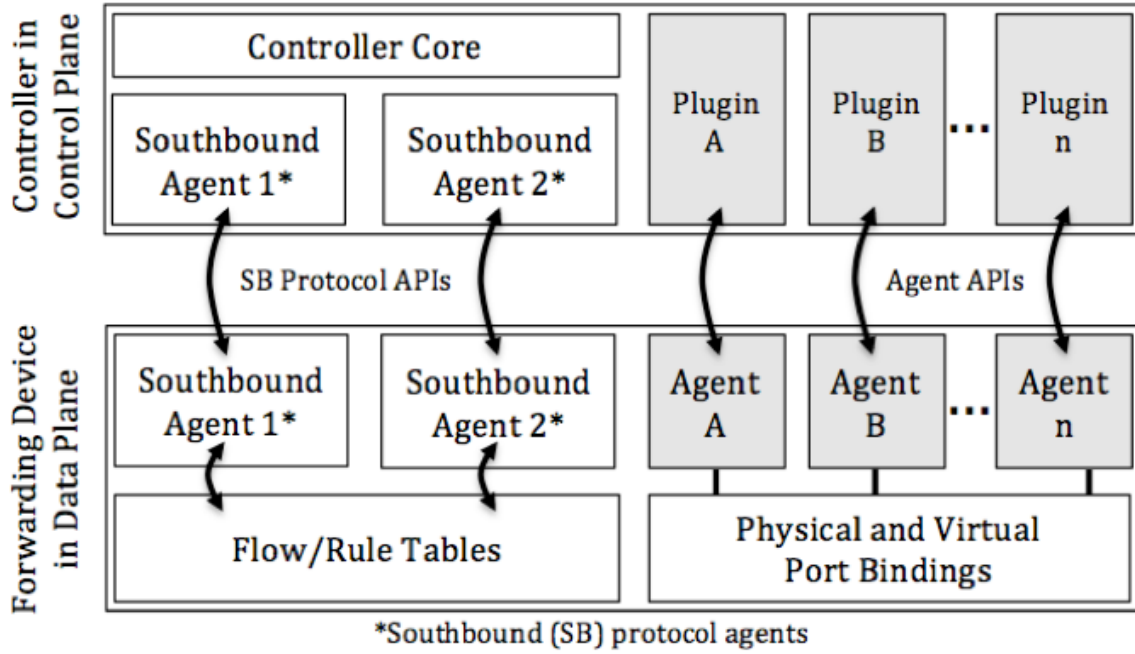 Controller in
Control Plane
Controller Core
Southbound
Agent 1*
Southbound
Agent 2*
Plugin
A
Plugin
B
...
Plugin
n
SB Protocol APIs
Agent APIs
Forwarding Device
in Data Plane
Southbound
Agent 1*
Southbound
Agent 2*
Agent
A
Agent
B
...
Agent
n
Flow/Rule Tables
Physical and Virtual
Port Bindings
*Southbound (SB) protocol agents